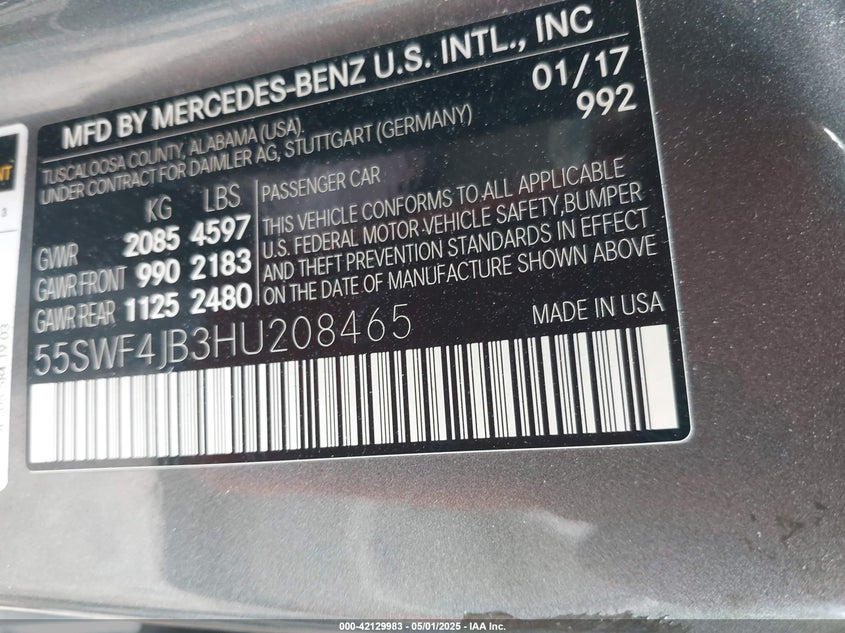 MFD BY MERCEDES-BENZ U.S. INTL., INC
TUSCALOOSA COUNTY, ALABAMA (USA).
UNDER CONTRACT FOR DAIMLER AG, STUTTGART (GERMANY)
01/17
992
KG LBS
GVWR 2085 4597
GAWR FRONT 990 2183
GAWR REAR 1125 2480
PASSENGER CAR
THIS VEHICLE CONFORMS TO ALL APPLICABLE
U.S. FEDERAL MOTOR VEHICLE SAFETY, BUMPER
AND THEFT PREVENTION STANDARDS IN EFFECT
ON THE DATE OF MANUFACTURE SHOWN ABOVE
55SWF4JB3HU208465
MADE IN USA
000-42129983 - 05/01/2025 - IAA Inc.